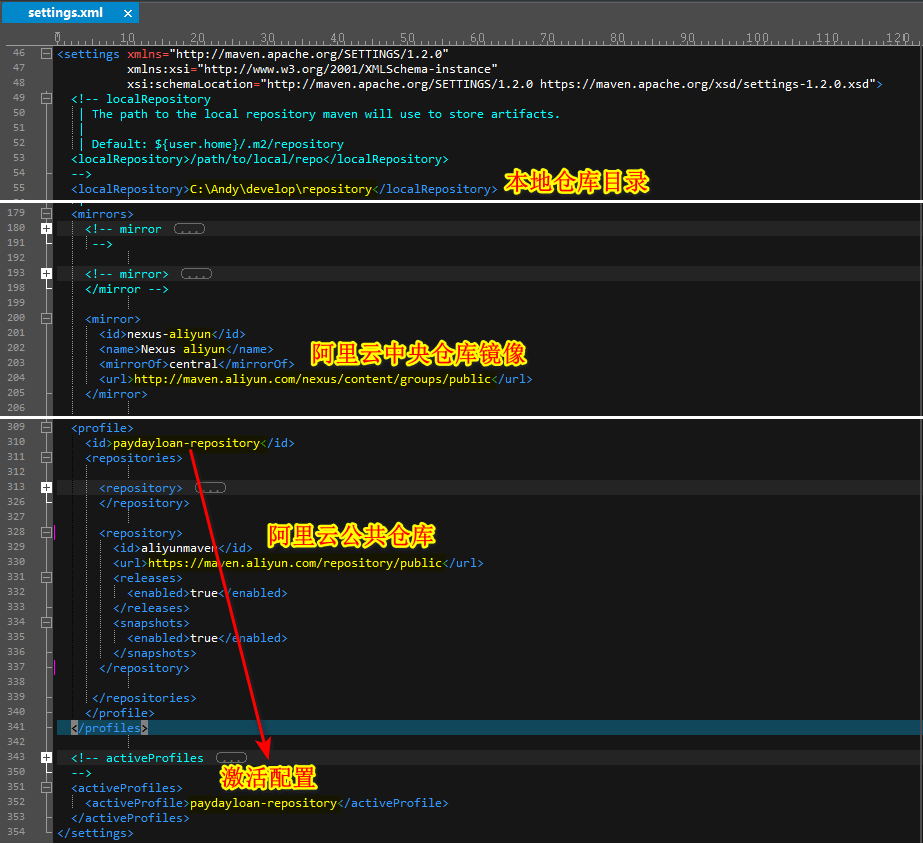 settings.xml ×
0 10 20 30 40 50 60 70 80 90 100 110 120
46 <settings xmlns="http://maven.apache.org/SETTINGS/1.2.0"
47 xmlns:xsi="http://www.w3.org/2001/XMLSchema-instance"
48 xsi:schemaLocation="http://maven.apache.org/SETTINGS/1.2.0 https://maven.apache.org/xsd/settings-1.2.0.xsd">
49 <!-- localRepository
50 | The path to the local repository maven will use to store artifacts.
51 |
52 | Default: ${user.home}/.m2/repository
53 <localRepository>/path/to/local/repo</localRepository>
54 -->
55 <localRepository>C:\Andy\develop\repository</localRepository> 本地仓库目录
179 <mirrors>
180 <!-- mirror ...
191 -->
192
193 <!-- mirror> ...
198 </mirror -->
199
200 <mirror>
201 <id>nexus-aliyun</id>
202 <name>Nexus aliyun</name> 阿里云中央仓库镜像
203 <mirrorOf>central</mirrorOf>
204 <url>http://maven.aliyun.com/nexus/content/groups/public</url>
205 </mirror>
206
309 <profile>
310 <id>paydayloan-repository</id>
311 <repositories>
312
313 <repository> ...
326 </repository>
327
328 <repository> 阿里云公共仓库
329 <id>aliyunmaven</id>
330 <url>https://maven.aliyun.com/repository/public</url>
331 <releases>
332 <enabled>true</enabled>
333 </releases>
334 <snapshots>
335 <enabled>true</enabled>
336 </snapshots>
337 </repository>
338
339 </repositories>
340 </profile>
341 </profiles>
342
343 <!-- activeProfiles ...
350 --> 激活配置
351 <activeProfiles>
352 <activeProfile>paydayloan-repository</activeProfile>
353 </activeProfiles>
354 </settings>